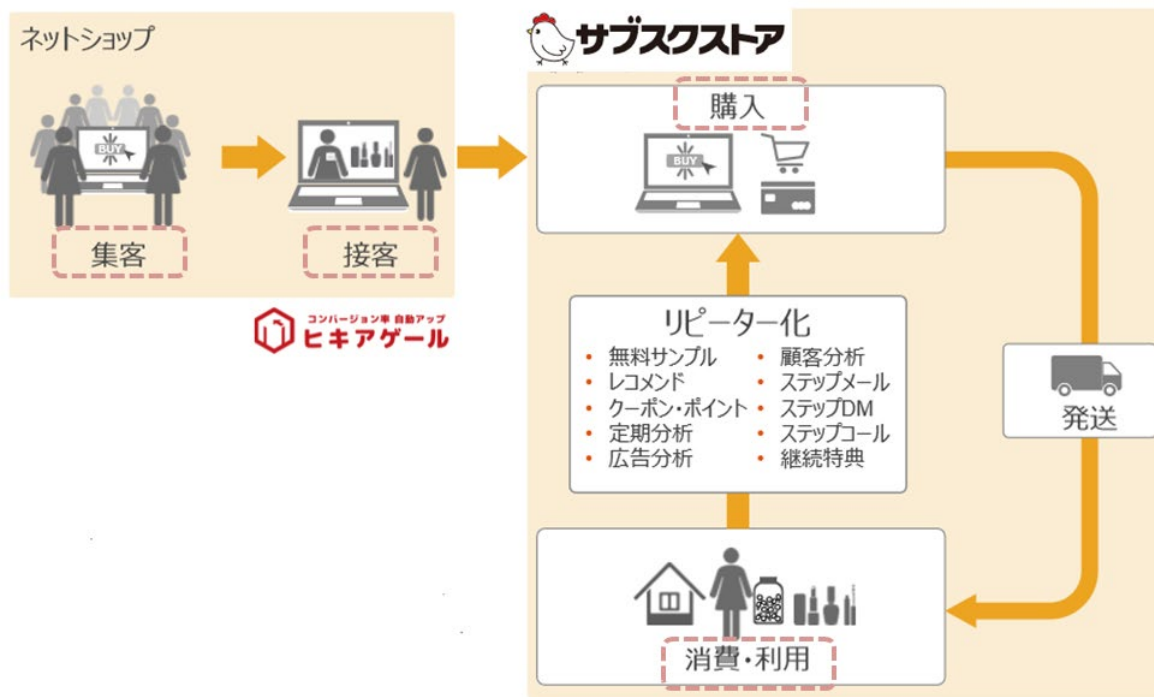 ネットショップ
BUY
集客
接客
コンバージョン率 自動アップ
ヒキアゲール
サブスクストア
購入
BUY
リピーター化
• 無料サンプル
• レコメンド
• クーポン・ポイント
• 定期分析
• 広告分析
• 顧客分析
• ステップメール
• ステップDM
• ステップコール
• 継続特典
発送
消費・利用